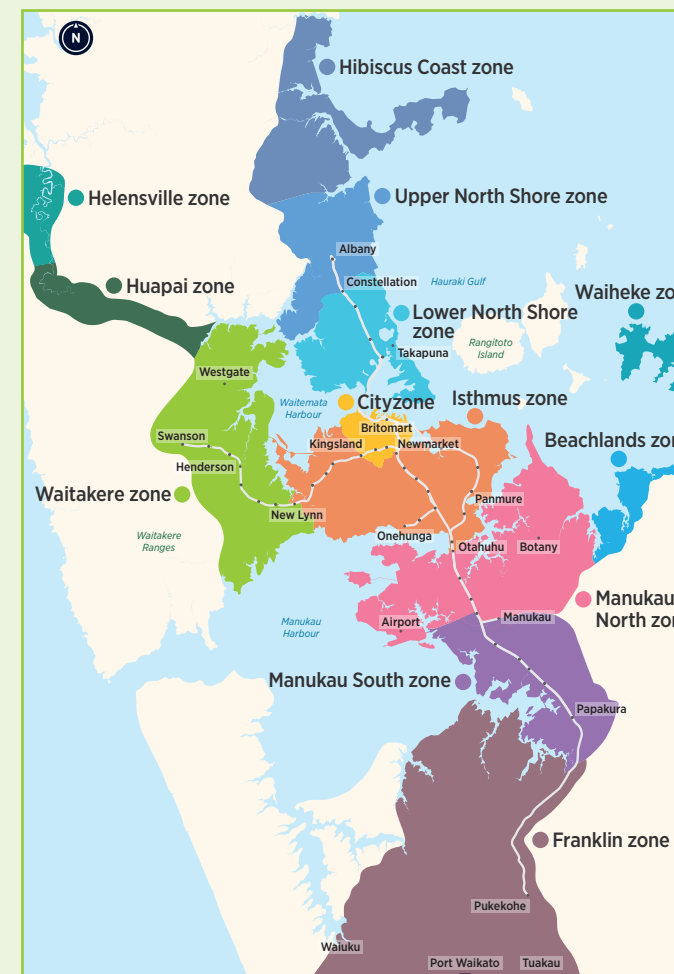 N
Hibiscus Coast zone
Helensville zone
Upper North Shore zone
Albany
Constellation
Hauraki Gulf
Huapai zone
Waiheke zo
Lower North Shore
zone
Rangitoto
Island
Takapuna
Westgate
Waitemata
Harbour
Cityzone
Isthmus zone
Britomart
Swanson
Kingsland
Newmarket
Beachlands zon
Henderson
Waitakere zone
Panmure
New Lynn
Onehunga
Waitakere
Ranges
Otahuhu
Botany
Manukau
North zon
Airport
Manukau
Manukau
Harbour
Manukau South zone
Papakura
Franklin zone
Pukekohe
Waiuku
Port Waikato
Tuakau